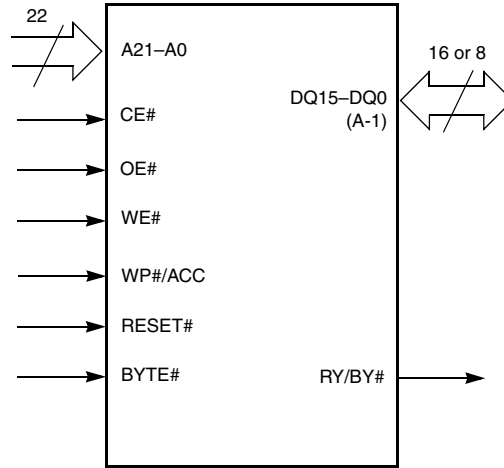 22
A21–A0
16 or 8
DQ15–DQ0
(A-1)
CE#
OE#
WE#
WP#/ACC
RESET#
BYTE#
RY/BY#